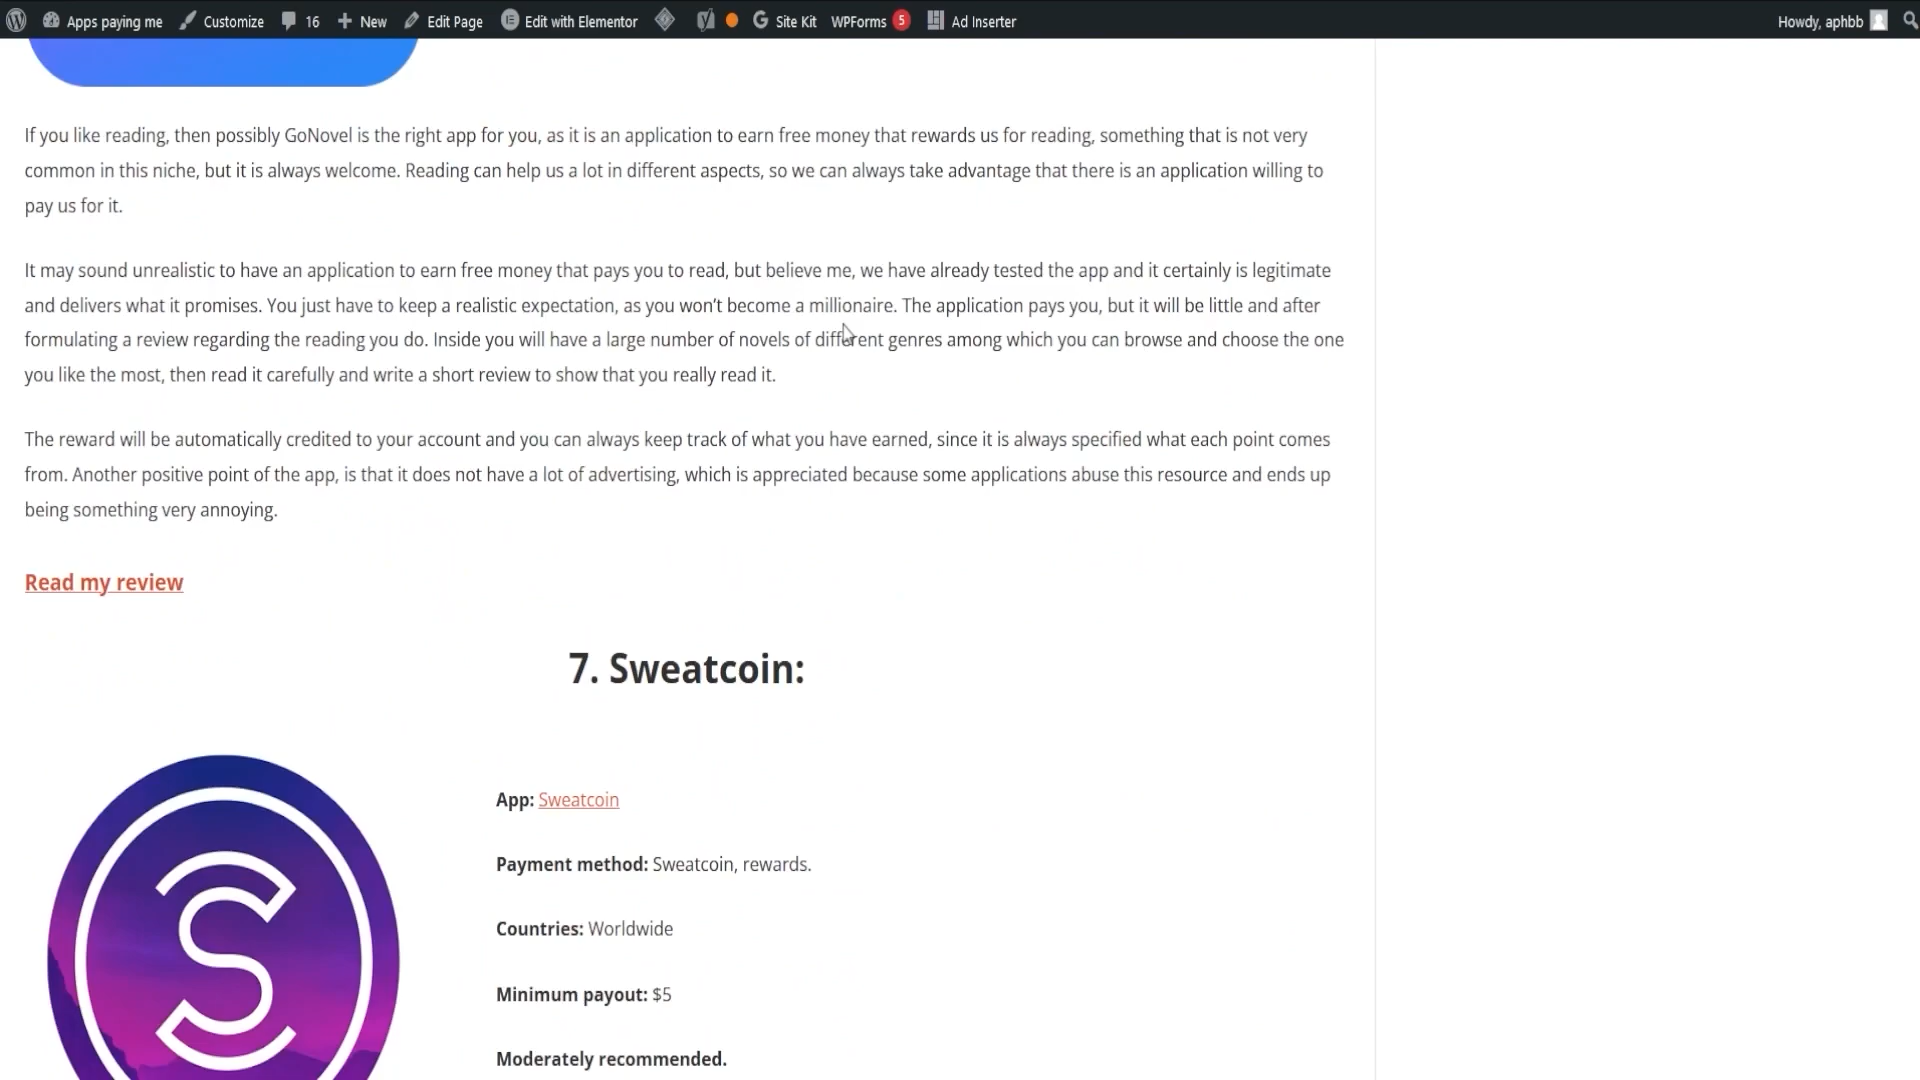 Apps paying me Customize 16 New Edit Page Edit with Elementor Site Kit WPForms 5 Ad Inserter Howdy, aphbb
If you like reading, then possibly GoNovel is the right app for you, as it is an application to earn free money that rewards us for reading, something that is not very
common in this niche, but it is always welcome. Reading can help us a lot in different aspects, so we can always take advantage that there is an application willing to
pay us for it.
It may sound unrealistic to have an application to earn free money that pays you to read, but believe me, we have already tested the app and it certainly is legitimate
and delivers what it promises. You just have to keep a realistic expectation, as you won't become a millionaire. The application pays you, but it will be little and after
formulating a review regarding the reading you do. Inside you will have a large number of novels of different genres among which you can browse and choose the one
you like the most, then read it carefully and write a short review to show that you really read it.
The reward will be automatically credited to your account and you can always keep track of what you have earned, since it is always specified what each point comes
from. Another positive point of the app, is that it does not have a lot of advertising, which is appreciated because some applications abuse this resource and ends up
being something very annoying.
Read my review
7. Sweatcoin:
App: Sweatcoin
Payment method: Sweatcoin, rewards.
Countries: Worldwide
Minimum payout: $5
Moderately recommended.